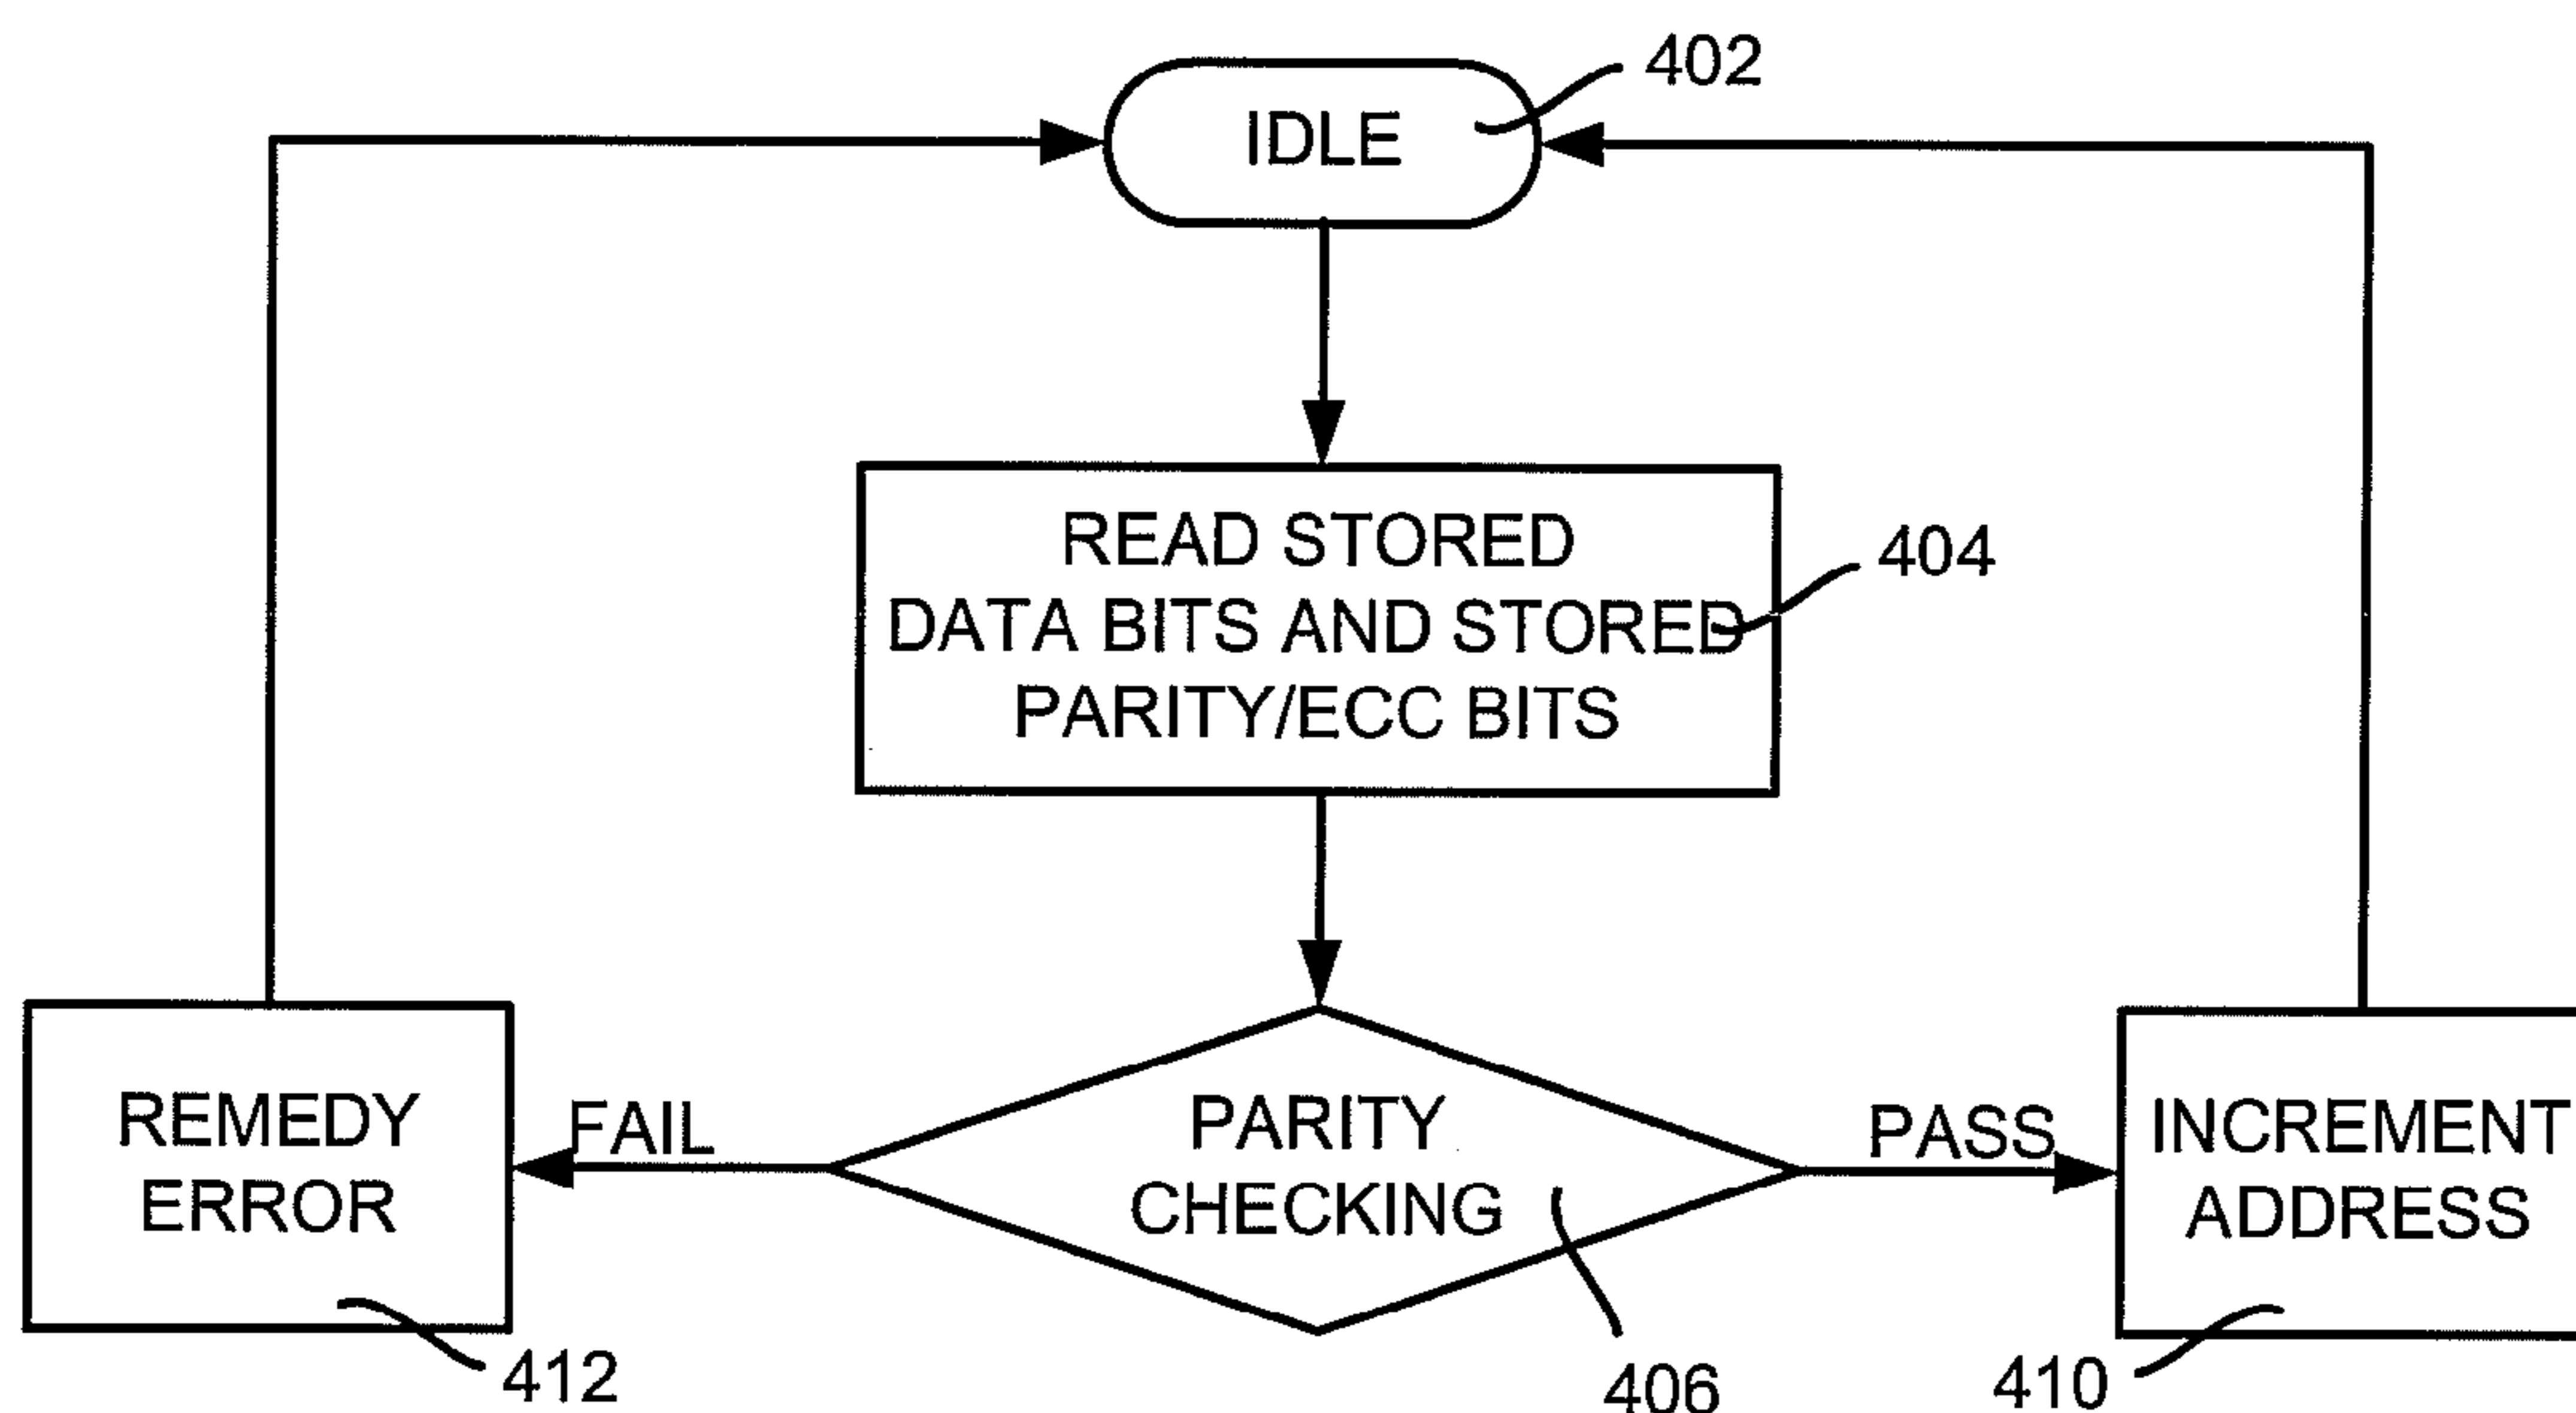 402
IDLE
READ STORED
DATA BITS AND STORED
PARITY/ECC BITS
404
REMEDY
ERROR
FAIL
PARITY
CHECKING
PASS
INCREMENT
ADDRESS
412
406
410